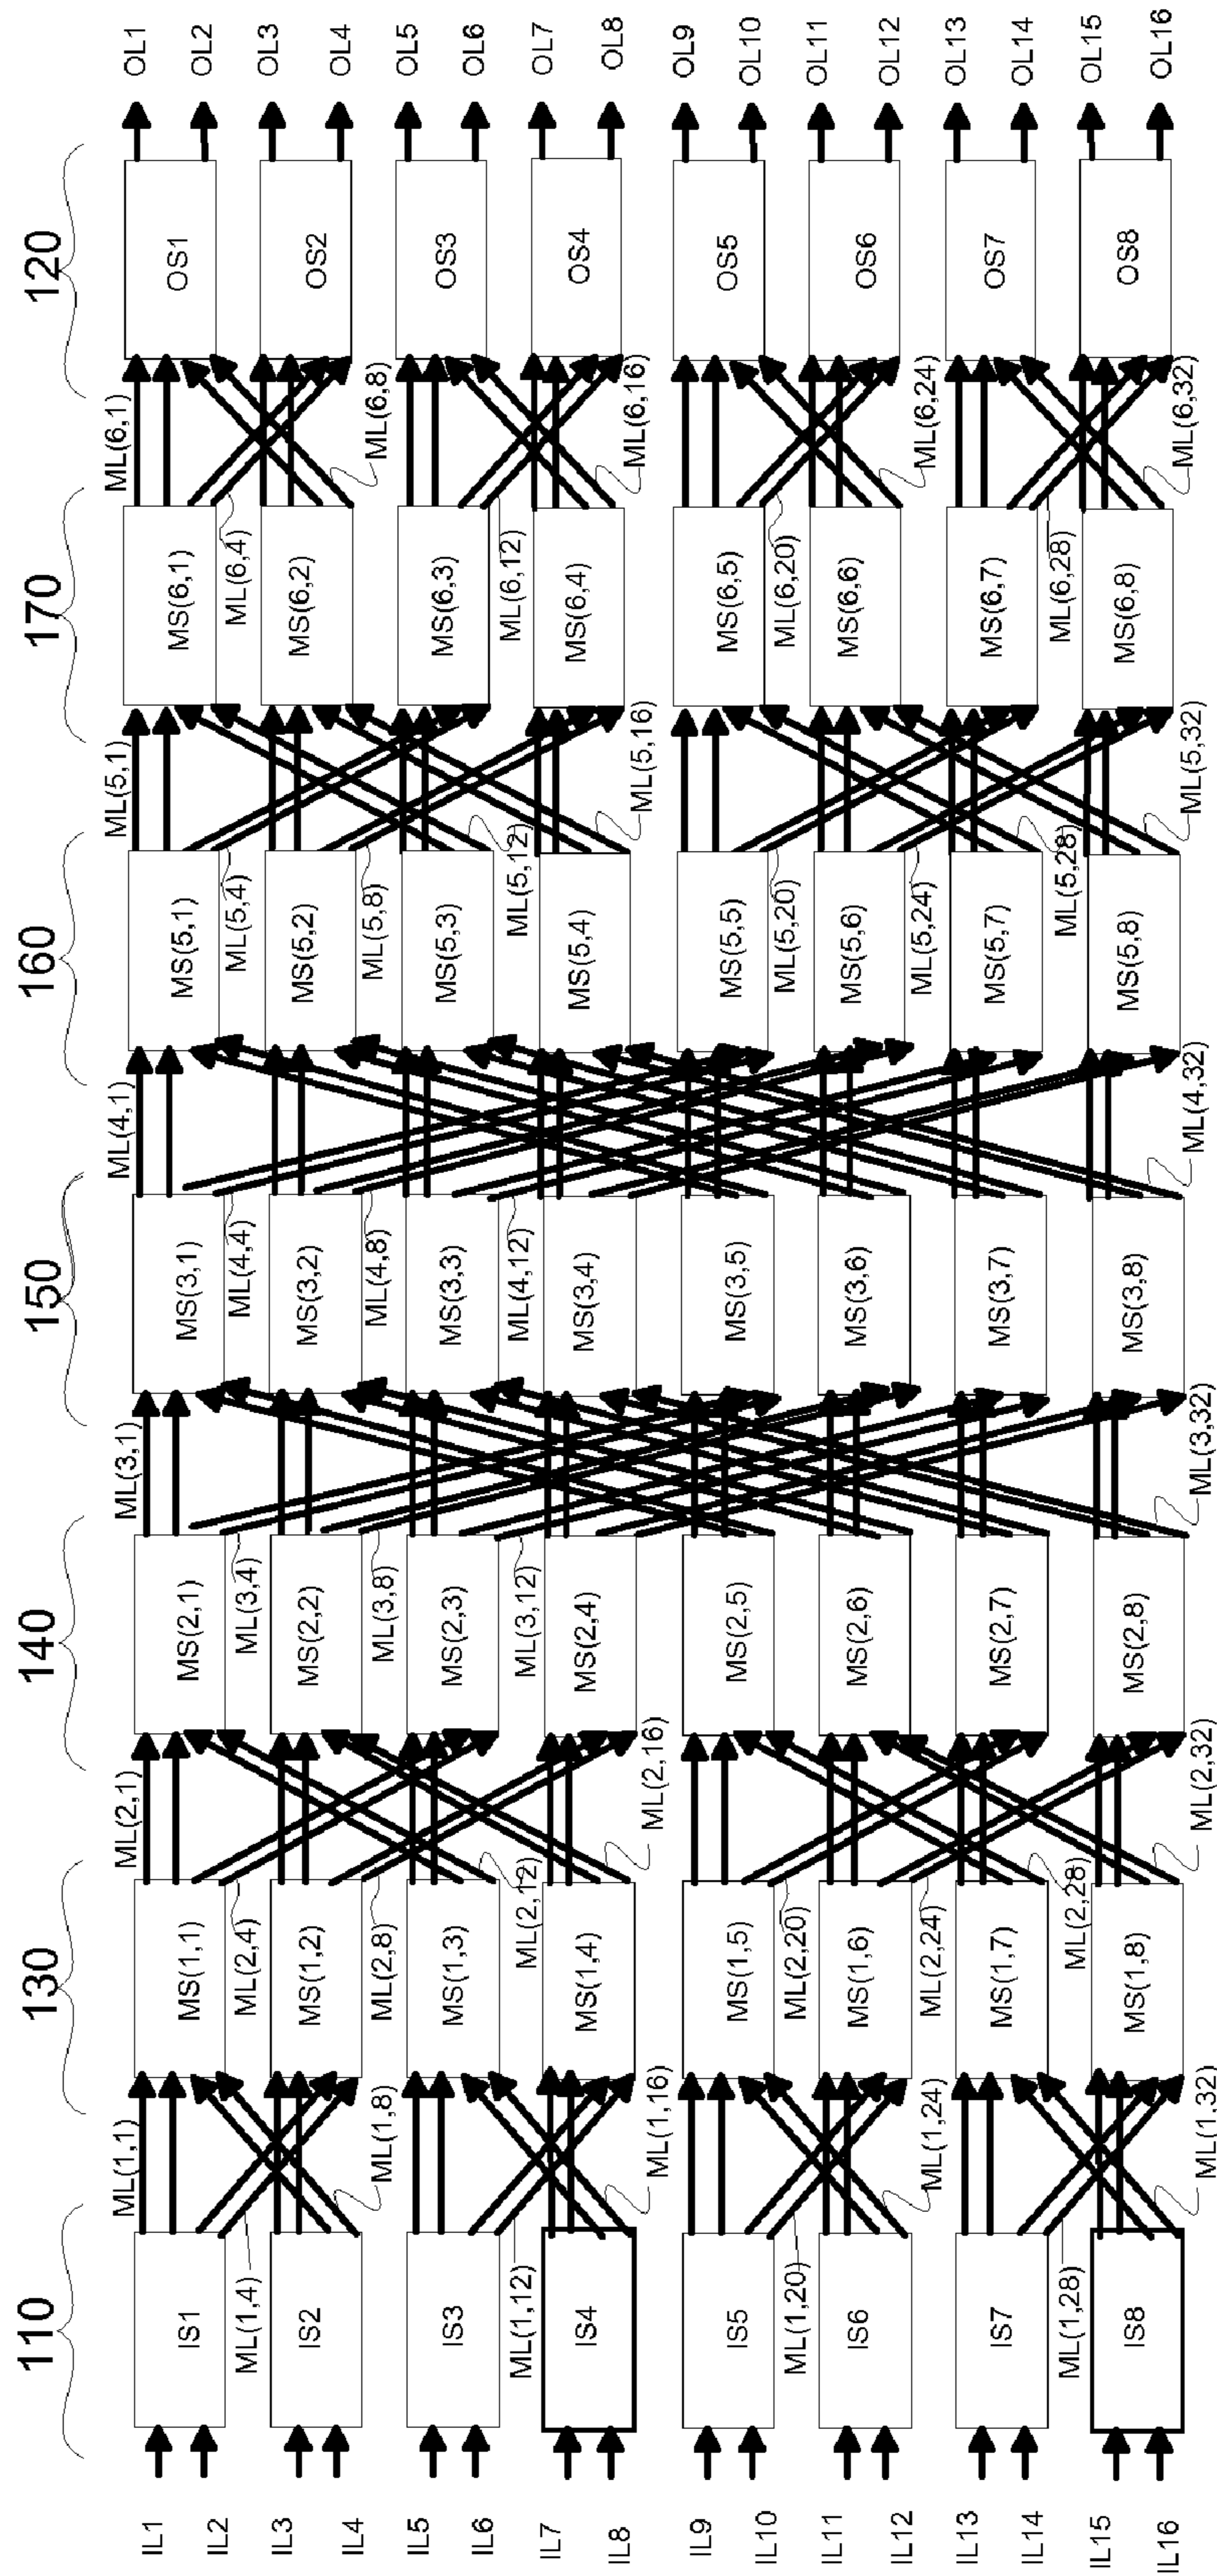 110
130
140
150
160
170
120
IL1
IL2
IL3
IL4
IL5
IL6
IL7
IL8
IL9
IL10
IL11
IL12
IL13
IL14
IL15
IL16
IS1
IS2
IS3
IS4
IS5
IS6
IS7
IS8
ML(1,1)
ML(1,4)
ML(1,8)
ML(1,12)
ML(1,16)
ML(1,20)
ML(1,24)
ML(1,28)
ML(1,32)
MS(1,1)
MS(1,2)
MS(1,3)
MS(1,4)
MS(1,5)
MS(1,6)
MS(1,7)
MS(1,8)
ML(2,1)
ML(2,4)
ML(2,8)
ML(2,12)
ML(2,16)
ML(2,20)
ML(2,24)
ML(2,28)
ML(2,32)
MS(2,1)
MS(2,2)
MS(2,3)
MS(2,4)
MS(2,5)
MS(2,6)
MS(2,7)
MS(2,8)
ML(3,1)
ML(3,4)
ML(3,8)
ML(3,12)
ML(3,32)
MS(3,1)
MS(3,2)
MS(3,3)
MS(3,4)
MS(3,5)
MS(3,6)
MS(3,7)
MS(3,8)
ML(4,1)
ML(4,4)
ML(4,8)
ML(4,12)
ML(4,32)
MS(5,1)
MS(5,2)
MS(5,3)
MS(5,4)
MS(5,5)
MS(5,6)
MS(5,7)
MS(5,8)
ML(5,1)
ML(5,4)
ML(5,8)
ML(5,12)
ML(5,16)
ML(5,20)
ML(5,24)
ML(5,28)
ML(5,32)
MS(6,1)
MS(6,2)
MS(6,3)
MS(6,4)
MS(6,5)
MS(6,6)
MS(6,7)
MS(6,8)
ML(6,1)
ML(6,4)
ML(6,8)
ML(6,12)
ML(6,16)
ML(6,20)
ML(6,24)
ML(6,28)
ML(6,32)
OS1
OS2
OS3
OS4
OS5
OS6
OS7
OS8
OL1
OL2
OL3
OL4
OL5
OL6
OL7
OL8
OL9
OL10
OL11
OL12
OL13
OL14
OL15
OL16